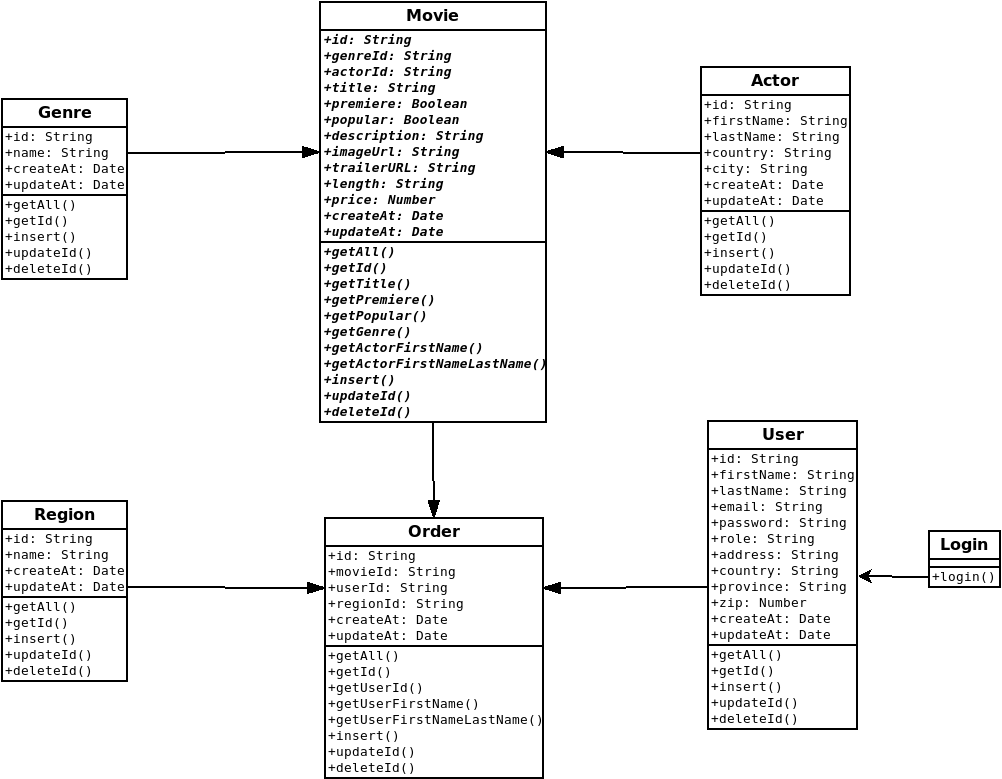 Movie
+id: String
+genreId: String
+actorId: String
+title: String
+premiere: Boolean
+popular: Boolean
+description: String
+imageUrl: String
+trailerURL: String
+length: String
+price: Number
+createAt: Date
+updateAt: Date
+getAll()
+getId()
+getTitle()
+getPremiere()
+getPopular()
+getGenre()
+getActorFirstName()
+getActorFirstNameLastName()
+insert()
+updateId()
+deleteId()
Genre
+id: String
+name: String
+createAt: Date
+updateAt: Date
+getAll()
+getId()
+insert()
+updateId()
+deleteId()
Actor
+id: String
+firstName: String
+lastName: String
+country: String
+city: String
+createAt: Date
+updateAt: Date
+getAll()
+getId()
+insert()
+updateId()
+deleteId()
Region
+id: String
+name: String
+createAt: Date
+updateAt: Date
+getAll()
+getId()
+insert()
+updateId()
+deleteId()
Order
+id: String
+movieId: String
+userId: String
+regionId: String
+createAt: Date
+updateAt: Date
+getAll()
+getId()
+getUserId()
+getUserFirstName()
+getUserFirstNameLastName()
+insert()
+updateId()
+deleteId()
User
+id: String
+firstName: String
+lastName: String
+email: String
+password: String
+role: String
+address: String
+country: String
+province: String
+zip: Number
+createAt: Date
+updateAt: Date
+getAll()
+getId()
+insert()
+updateId()
+deleteId()
Login
+login()